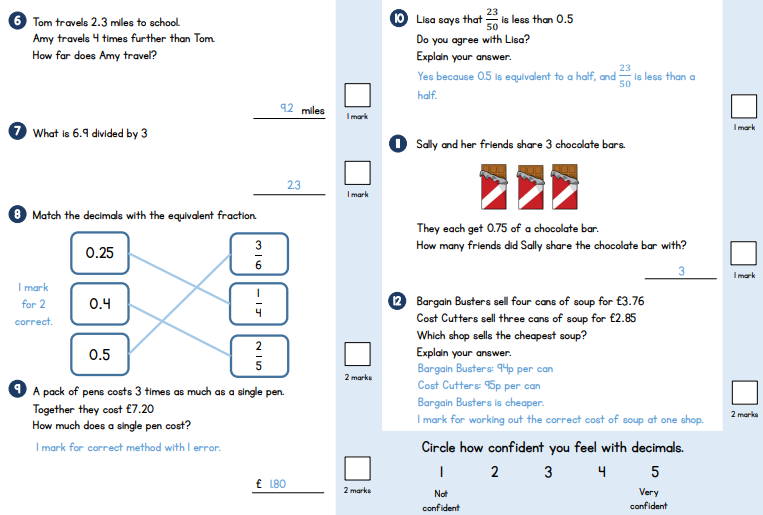 6 Tom travels 2.3 miles to school.
Amy travels 4 times further than Tom.
How far does Amy travel?
9.2 miles
1 mark
7 What is 6.9 divided by 3
2.3
1 mark
8 Match the decimals with the equivalent fraction.
0.25
3/6
1 mark
for 2
correct.
0.4
1/4
0.5
2/5
2 marks
9 A pack of pens costs 3 times as much as a single pen.
Together they cost £7.20
How much does a single pen cost?
1 mark for correct method with 1 error.
£ 1.80
2 marks
10 Lisa says that 23/50 is less than 0.5
Do you agree with Lisa?
Explain your answer.
Yes because 0.5 is equivalent to a half, and 23/50 is less than a
half.
1 mark
11 Sally and her friends share 3 chocolate bars.
They each get 0.75 of a chocolate bar.
How many friends did Sally share the chocolate bar with?
3
1 mark
12 Bargain Busters sell four cans of soup for £3.76
Cost Cutters sell three cans of soup for £2.85
Which shop sells the cheapest soup?
Explain your answer.
Bargain Busters: 94p per can
Cost Cutters: 95p per can
Bargain Busters is cheaper.
1 mark for working out the correct cost of soup at one shop.
2 marks
Circle how confident you feel with decimals.
1 2 3 4 5
Not
confident
Very
confident